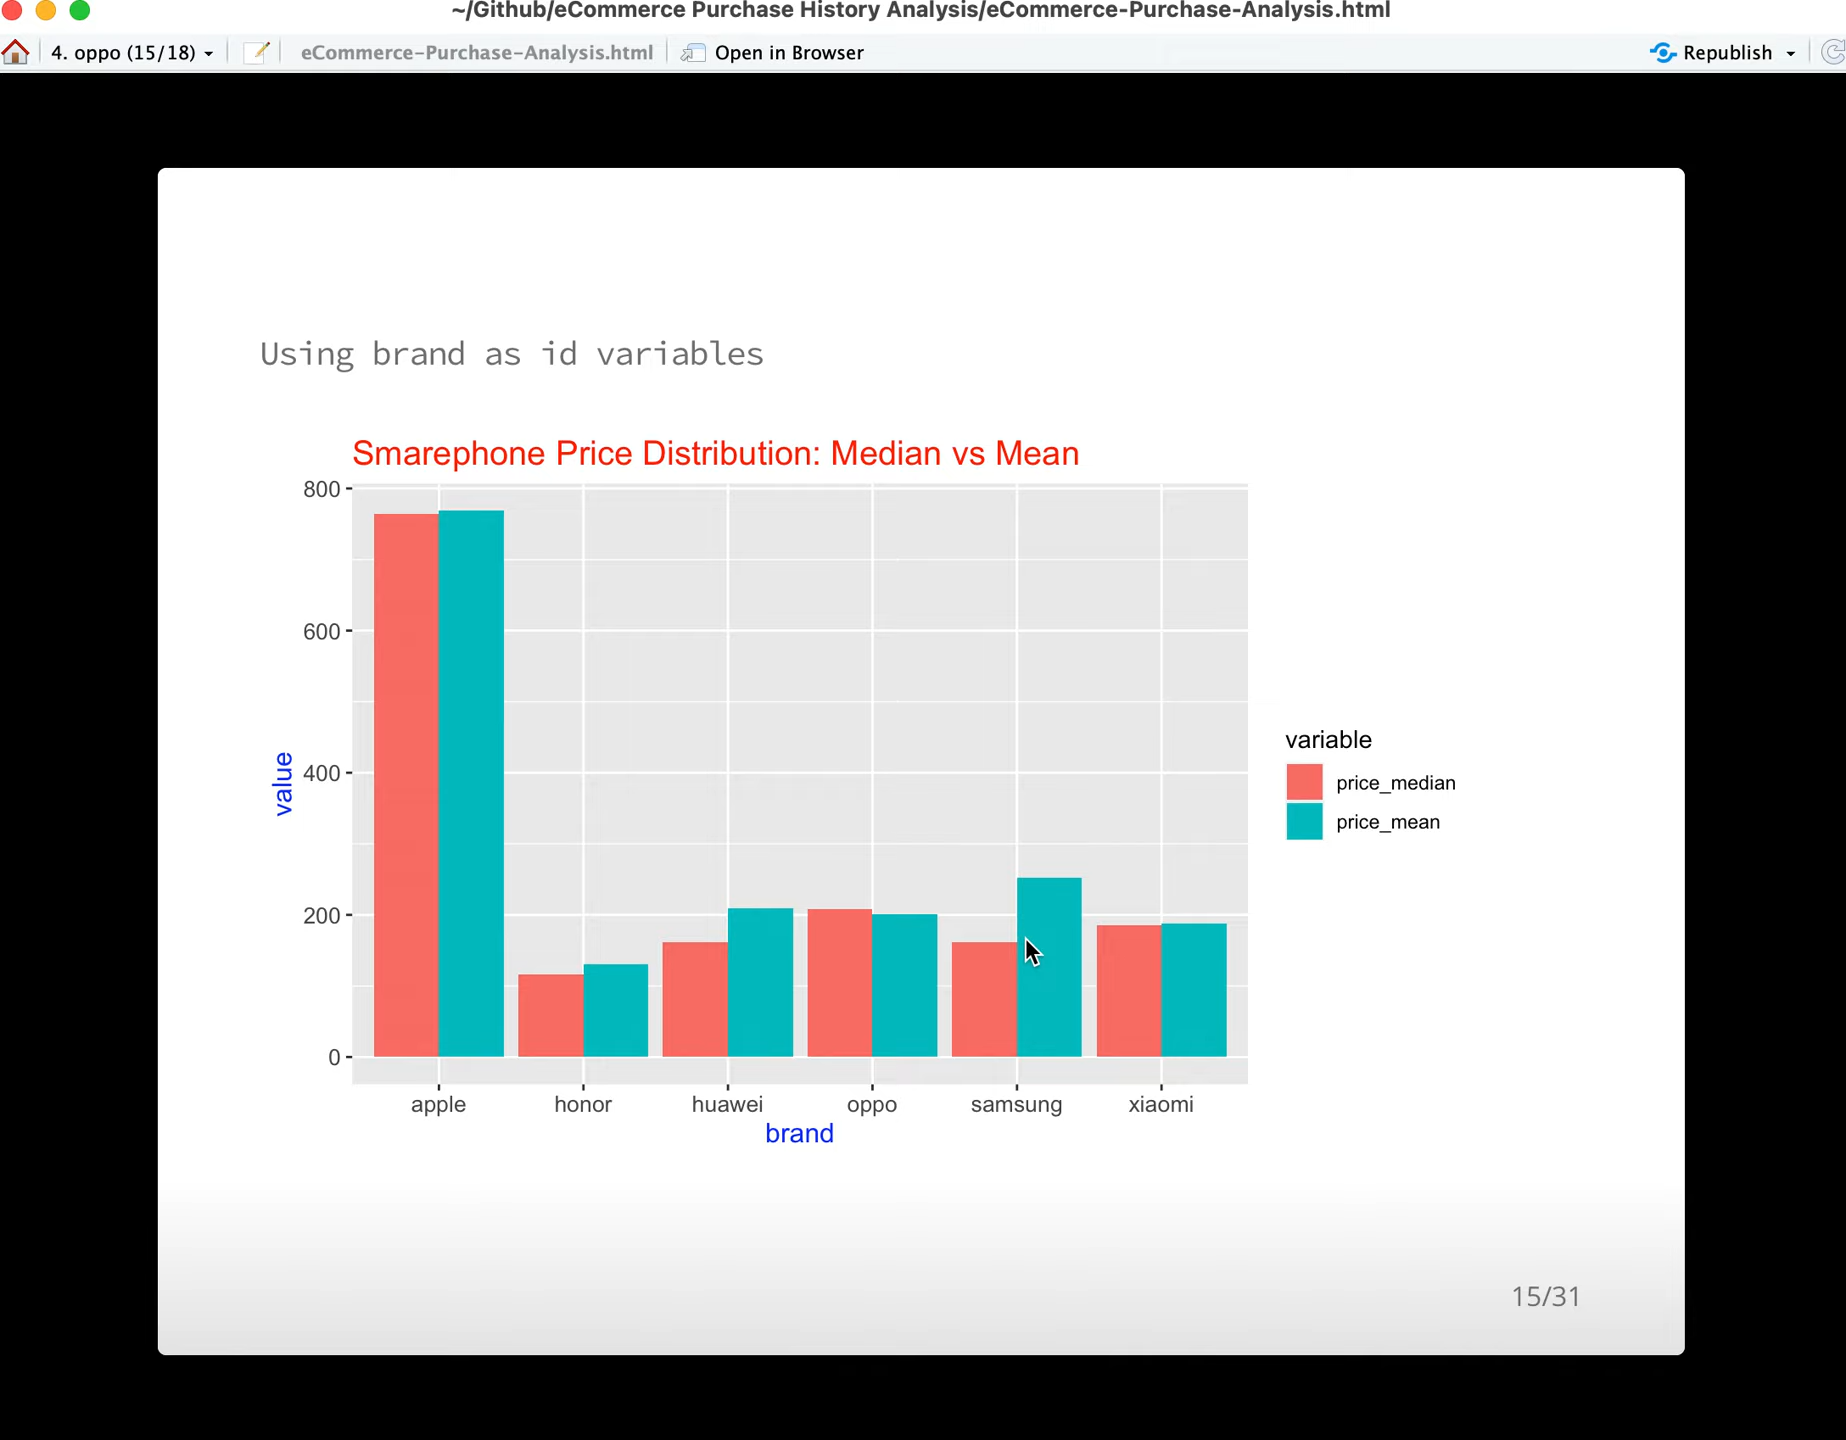 ~/Github/eCommerce Purchase History Analysis/eCommerce-Purchase-Analysis.html
4. oppo (15/18)
eCommerce-Purchase-Analysis.html
Open in Browser
Republish
Using brand as id variables
Smarephone Price Distribution: Median vs Mean
800
600
400
200
0
value
apple honor huawei oppo samsung xiaomi
brand
variable
price_median
price_mean
15/31